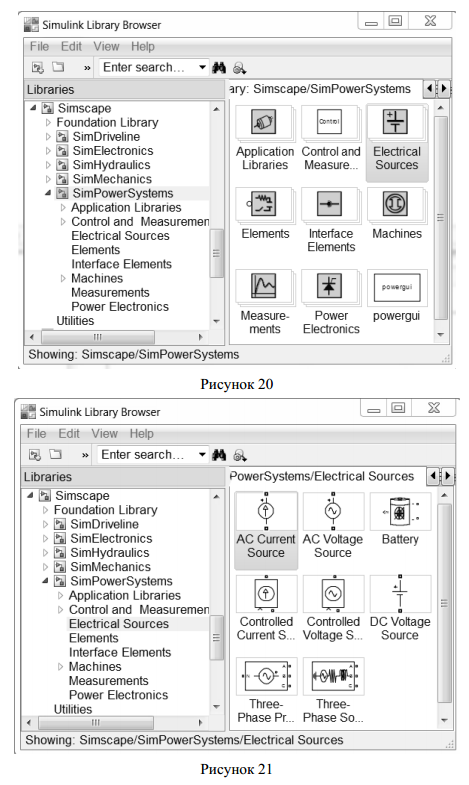 Simulink Library Browser
File Edit View Help
» Enter search...
Libraries
ary: Simscape/SimPowerSystems
Simscape
Foundation Library
SimDriveline
SimElectronics
SimHydraulics
SimMechanics
SimPowerSystems
Application Libraries
Control and Measuremen
Electrical Sources
Elements
Interface Elements
Machines
Measurements
Power Electronics
Utilities
Control
Application
Libraries
Control and
Measure...
Electrical
Sources
Elements
Interface
Elements
Machines
powergui
Measure-
ments
Power
Electronics
powergui
Showing: Simscape/SimPowerSystems
Рисунок 20
Simulink Library Browser
File Edit View Help
» Enter search...
Libraries
PowerSystems/Electrical Sources
Simscape
Foundation Library
SimDriveline
SimElectronics
SimHydraulics
SimMechanics
SimPowerSystems
Application Libraries
Control and Measuremen
Electrical Sources
Elements
Interface Elements
Machines
Measurements
Power Electronics
Utilities
AC Current
Source
AC Voltage
Source
Battery
Controlled
Current S...
Controlled
Voltage S...
DC Voltage
Source
A
B
C
A
B
C
Three-
Phase Pr...
Three-
Phase So...
Showing: Simscape/SimPowerSystems/Electrical Sources
Рисунок 21